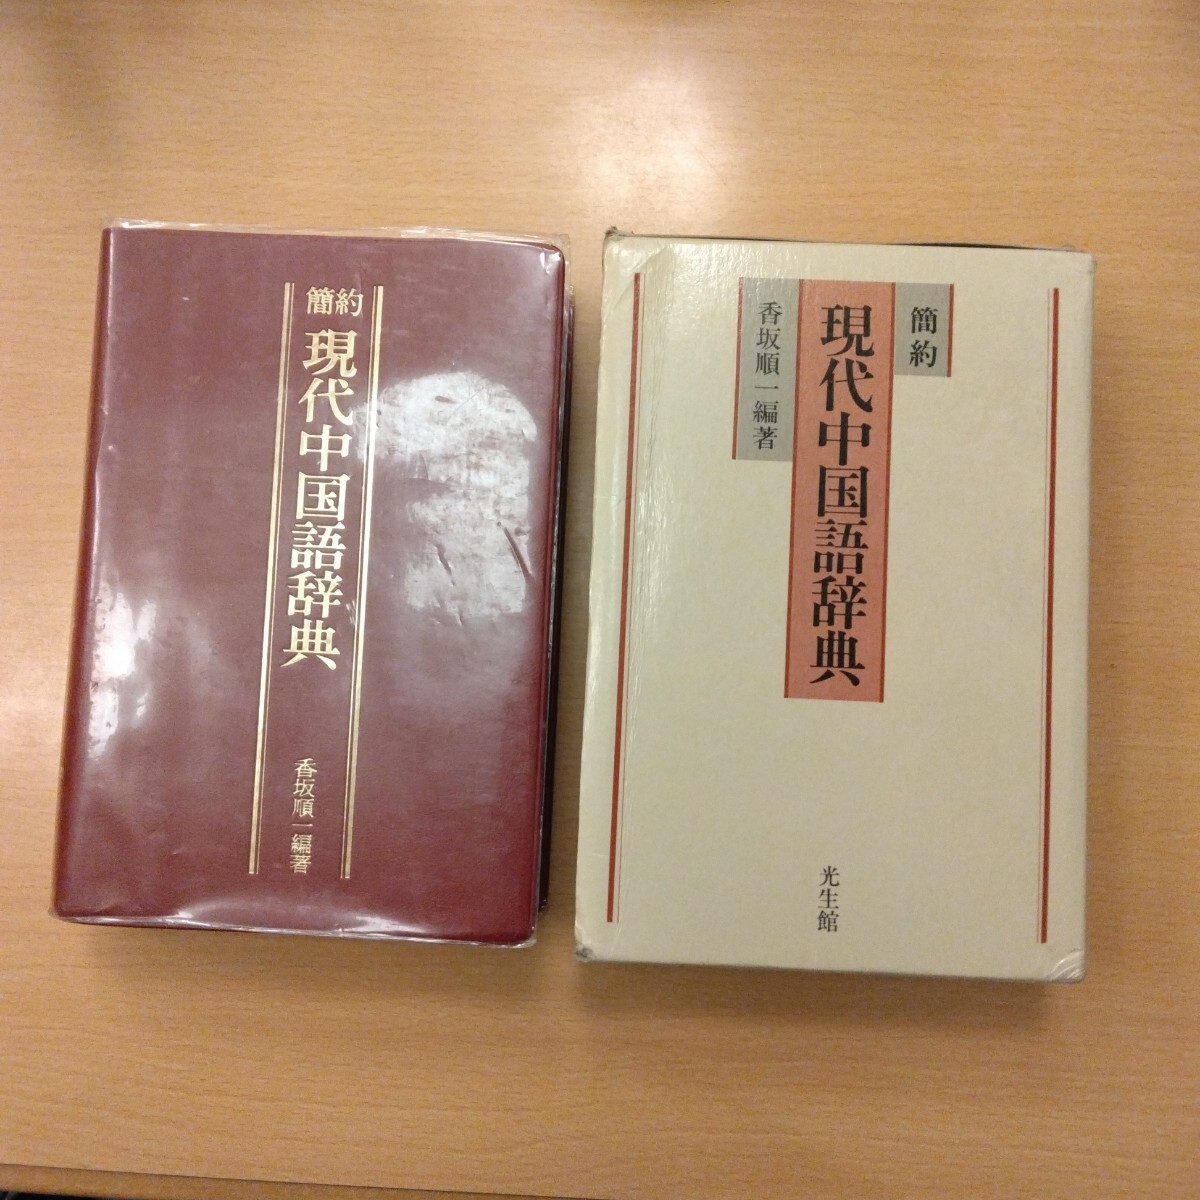 簡約
現代中国語辞典
香坂順一編著
簡約
現代中国語辞典
香坂順一編著
光生館